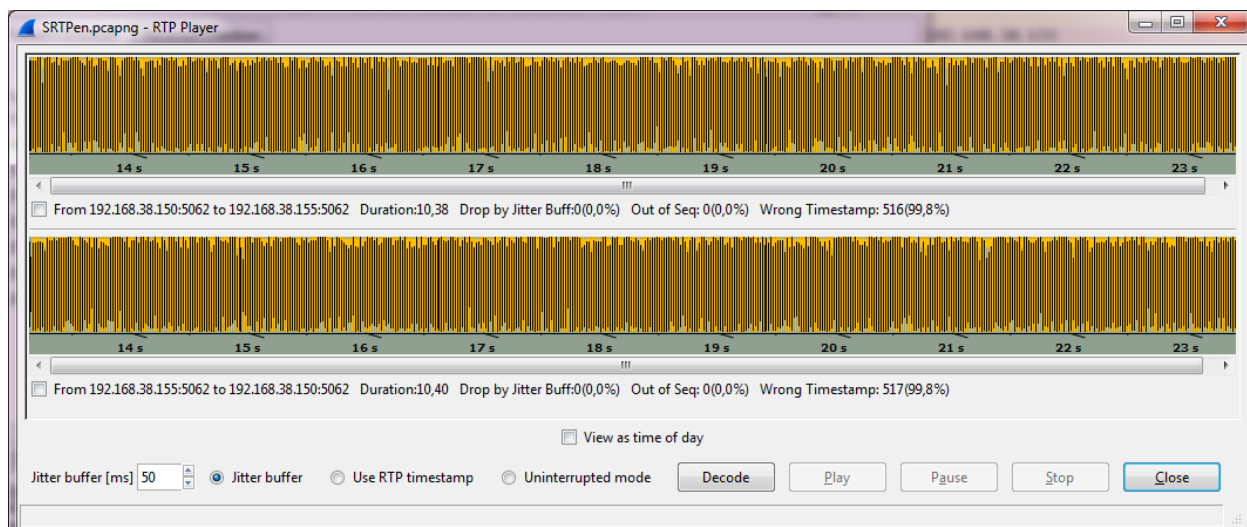 SRTPen.pcapng - RTP Player
14 s 15 s 16 s 17 s 18 s 19 s 20 s 21 s 22 s 23 s
From 192.168.38.150:5062 to 192.168.38.155:5062 Duration:10,38 Drop by Jitter Buff:0(0,0%) Out of Seq: 0(0,0%) Wrong Timestamp: 516(99,8%)
14 s 15 s 16 s 17 s 18 s 19 s 20 s 21 s 22 s 23 s
From 192.168.38.155:5062 to 192.168.38.150:5062 Duration:10,40 Drop by Jitter Buff:0(0,0%) Out of Seq: 0(0,0%) Wrong Timestamp: 517(99,8%)
View as time of day
Jitter buffer [ms] 50 Jitter buffer Use RTP timestamp Uninterrupted mode Decode Play Pause Stop Close